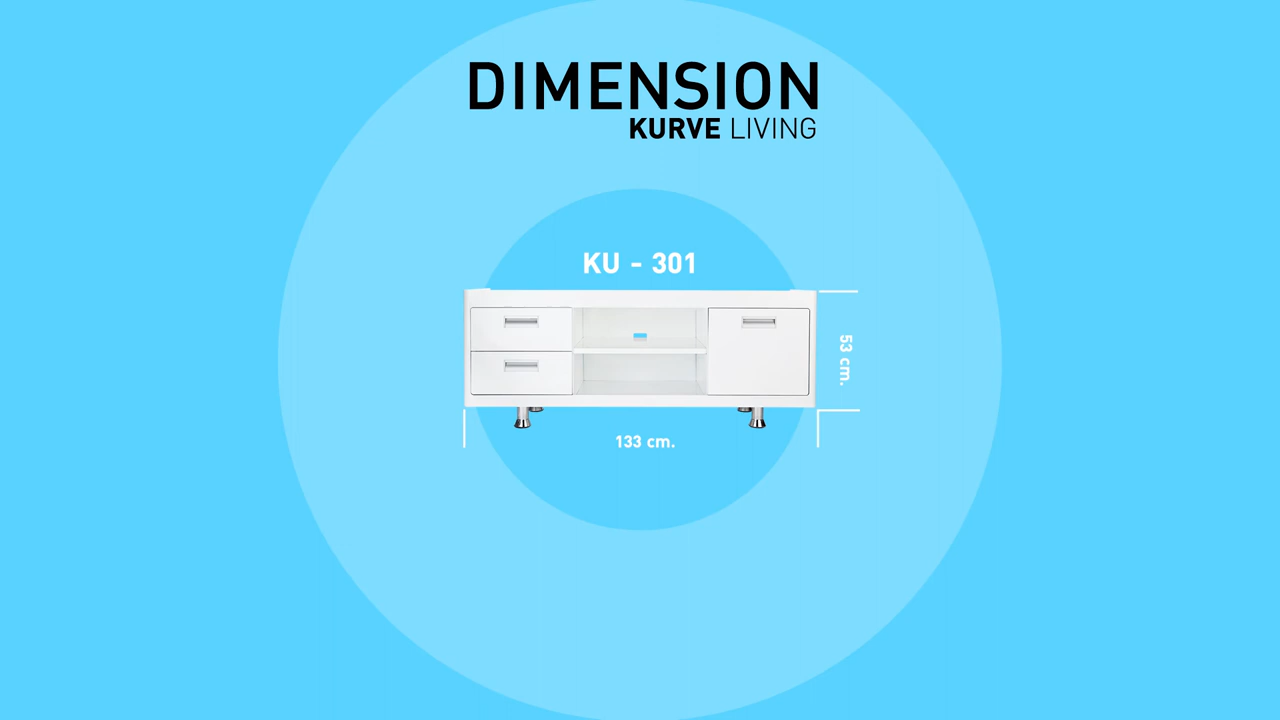 DIMENSION
KURVE LIVING
KU - 301
53 cm.
133 cm.